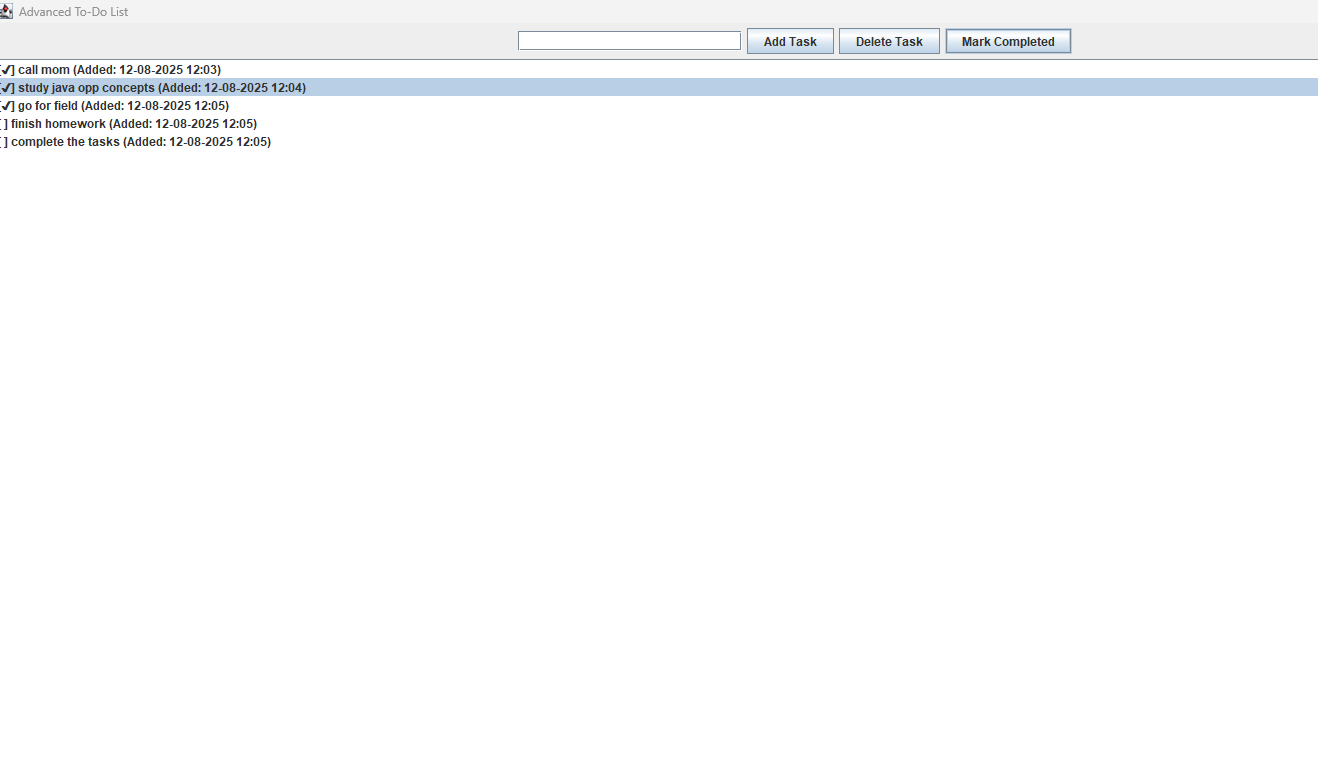 Advanced To-Do List
Add Task Delete Task Mark Completed
[✔] call mom (Added: 12-08-2025 12:03)
[✔] study java opp concepts (Added: 12-08-2025 12:04)
[✔] go for field (Added: 12-08-2025 12:05)
[ ] finish homework (Added: 12-08-2025 12:05)
[ ] complete the tasks (Added: 12-08-2025 12:05)